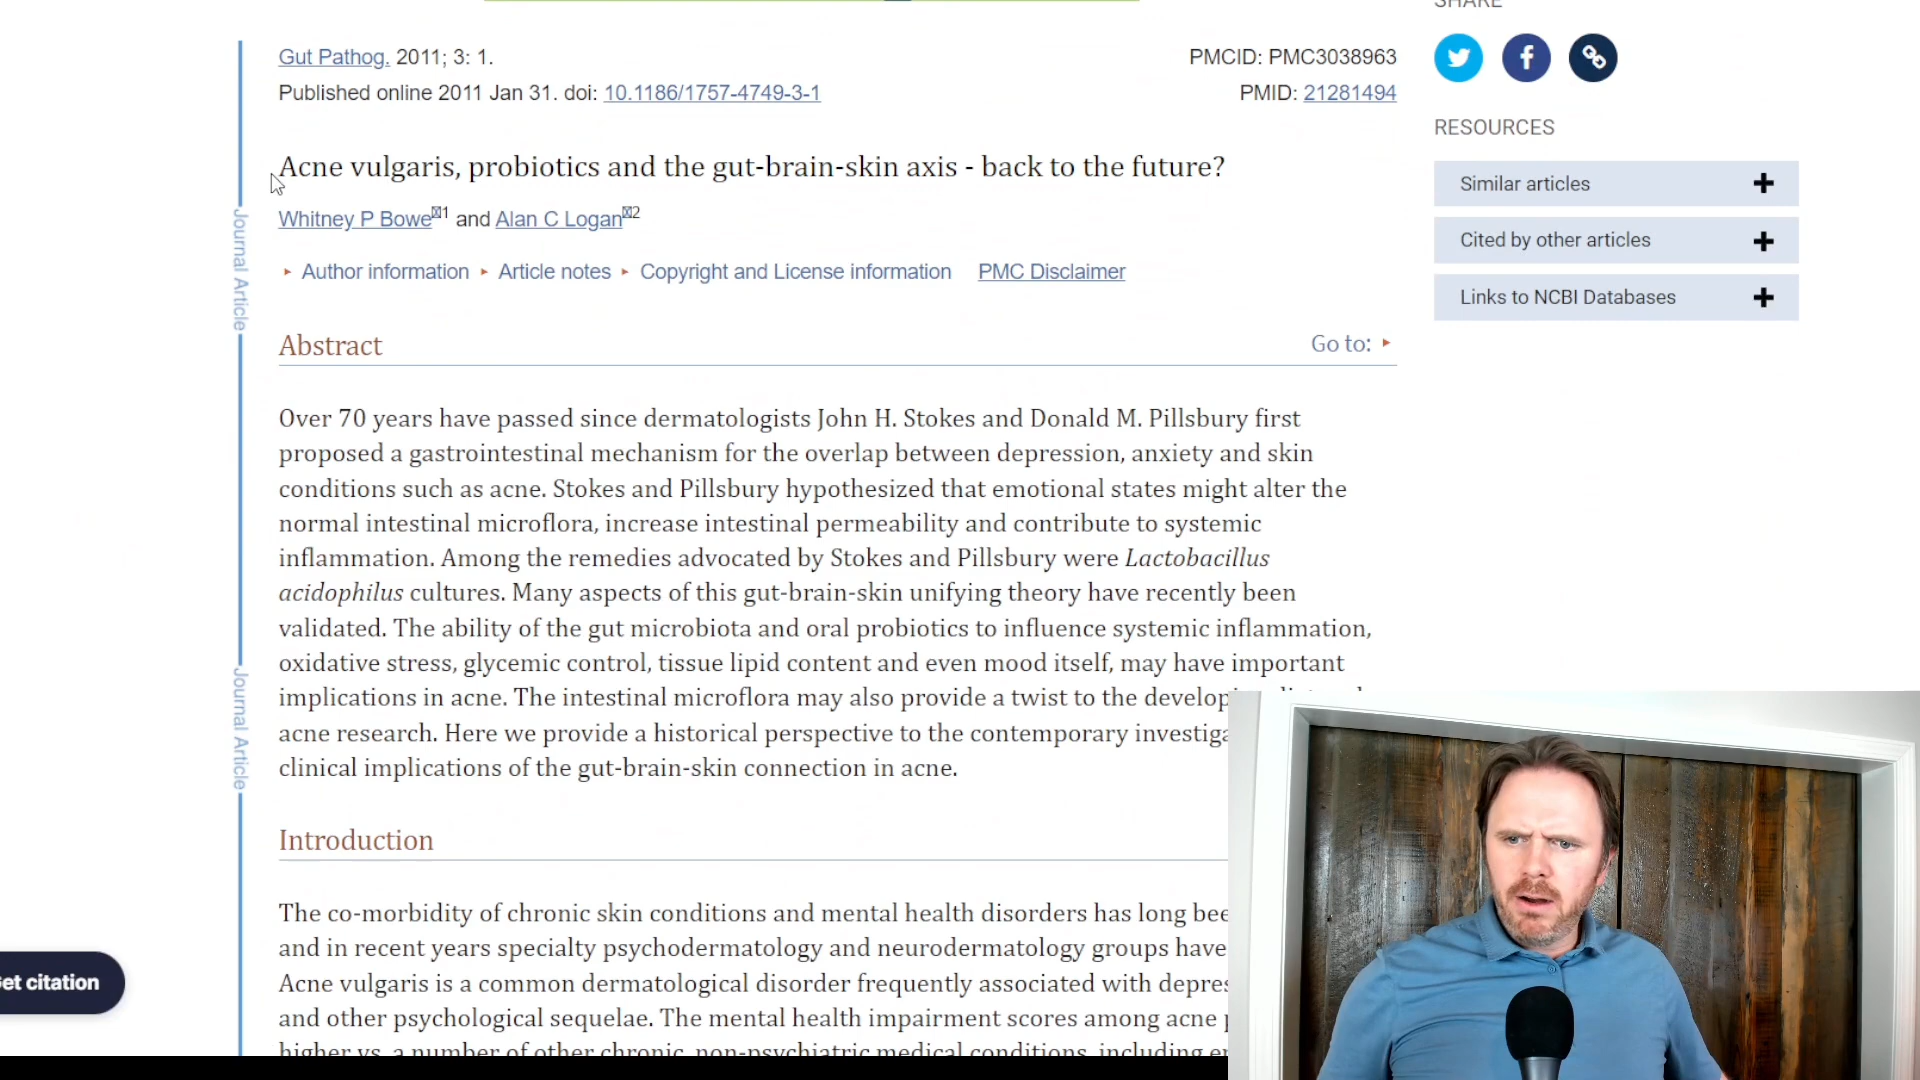 SHARE
Gut Pathog. 2011; 3: 1.
PMCID: PMC3038963
Published online 2011 Jan 31. doi: 10.1186/1757-4749-3-1
PMID: 21281494
RESOURCES
Similar articles
Cited by other articles
Links to NCBI Databases
Acne vulgaris, probiotics and the gut-brain-skin axis - back to the future?
Whitney P Bowe1 and Alan C Logan2
Author information Article notes Copyright and License information PMC Disclaimer
Journal Article
Abstract
Go to:
Over 70 years have passed since dermatologists John H. Stokes and Donald M. Pillsbury first
proposed a gastrointestinal mechanism for the overlap between depression, anxiety and skin
conditions such as acne. Stokes and Pillsbury hypothesized that emotional states might alter the
normal intestinal microflora, increase intestinal permeability and contribute to systemic
inflammation. Among the remedies advocated by Stokes and Pillsbury were Lactobacillus
acidophilus cultures. Many aspects of this gut-brain-skin unifying theory have recently been
validated. The ability of the gut microbiota and oral probiotics to influence systemic inflammation,
oxidative stress, glycemic control, tissue lipid content and even mood itself, may have important
implications in acne. The intestinal microflora may also provide a twist to the
acne research. Here we provide a historical perspective to the contemporary
clinical implications of the gut-brain-skin connection in acne.
Journal Article
Introduction
The co-morbidity of chronic skin conditions and mental health disorders has long
and in recent years specialty psychodermatology and neurodermatology groups have
Acne vulgaris is a common dermatological disorder frequently associated with
and other psychological sequelae. The mental health impairment scores among acne
higher vs. a number of other chronic, non-psychiatric medical conditions, including
citation